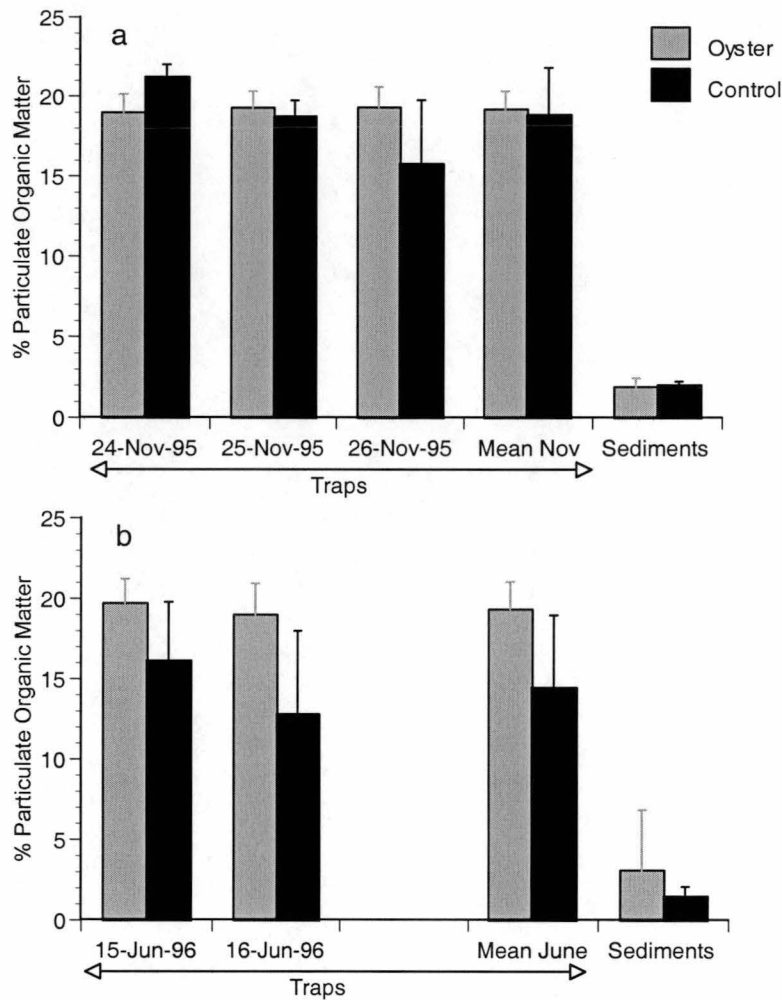 a
Oyster
Control
% Particulate Organic Matter
25
20
15
10
5
0
24-Nov-95 25-Nov-95 26-Nov-95 Mean Nov Sediments
Traps
b
% Particulate Organic Matter
25
20
15
10
5
0
15-Jun-96 16-Jun-96 Mean June Sediments
Traps